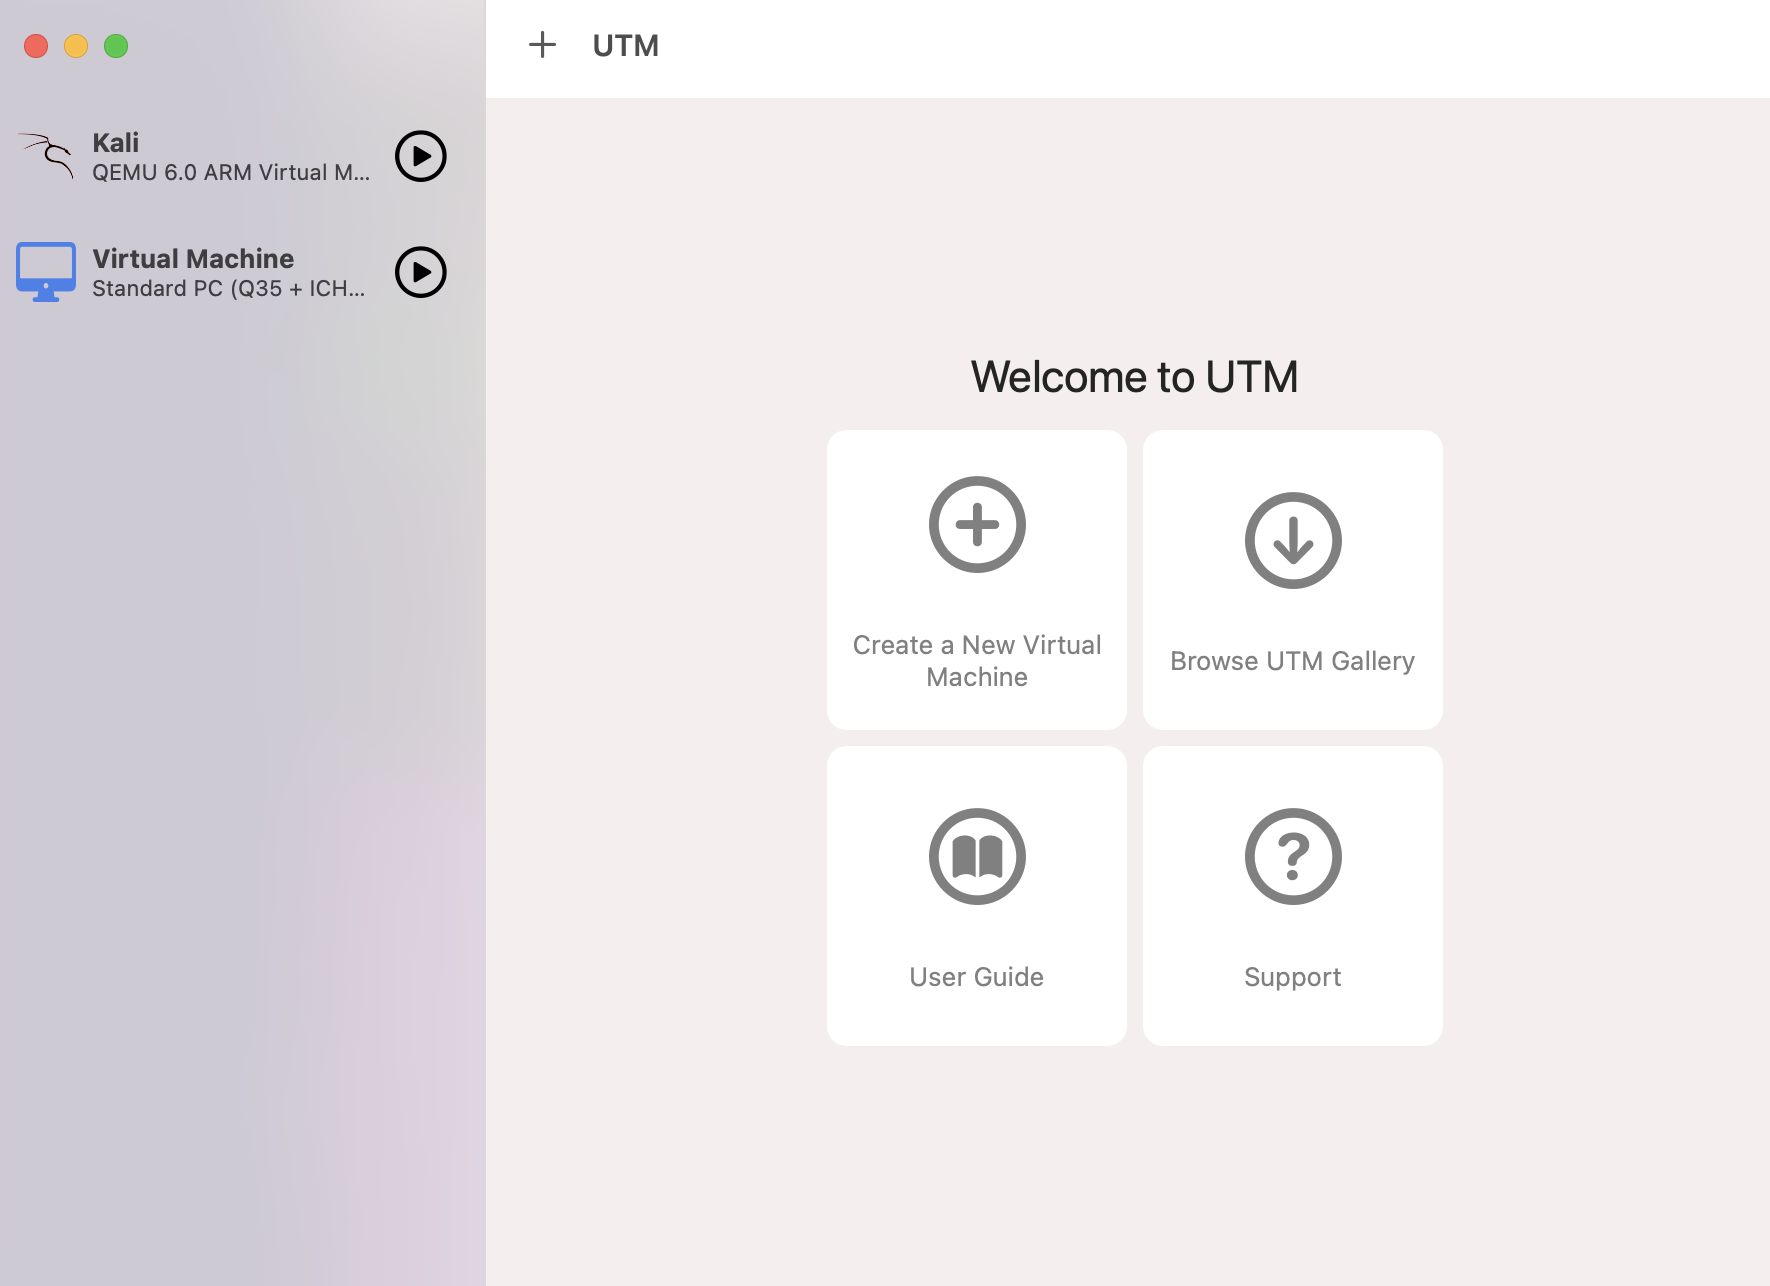 UTM
Kali
QEMU 6.0 ARM Virtual M...
Virtual Machine
Standard PC (Q35 + ICH...
Welcome to UTM
Create a New Virtual
Machine
Browse UTM Gallery
User Guide
Support